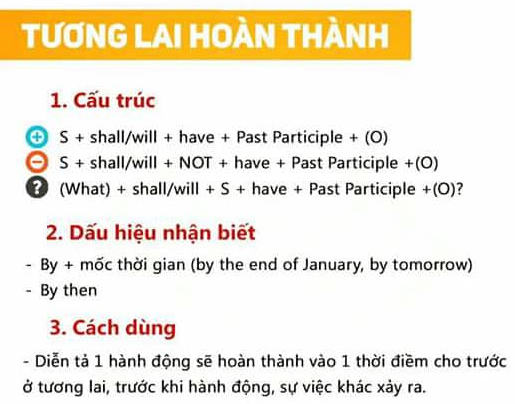 TƯƠNG LAI HOÀN THÀNH
1. Cấu trúc
+ S + shall/will + have + Past Participle + (O)
− S + shall/will + NOT + have + Past Participle +(O)
? (What) + shall/will + S + have + Past Participle +(O)?
2. Dấu hiệu nhận biết
- By + mốc thời gian (by the end of January, by tomorrow)
- By then
3. Cách dùng
- Diễn tả 1 hành động sẽ hoàn thành vào 1 thời điềm cho trước
ở tương lai, trước khi hành động, sự việc khác xảy ra.